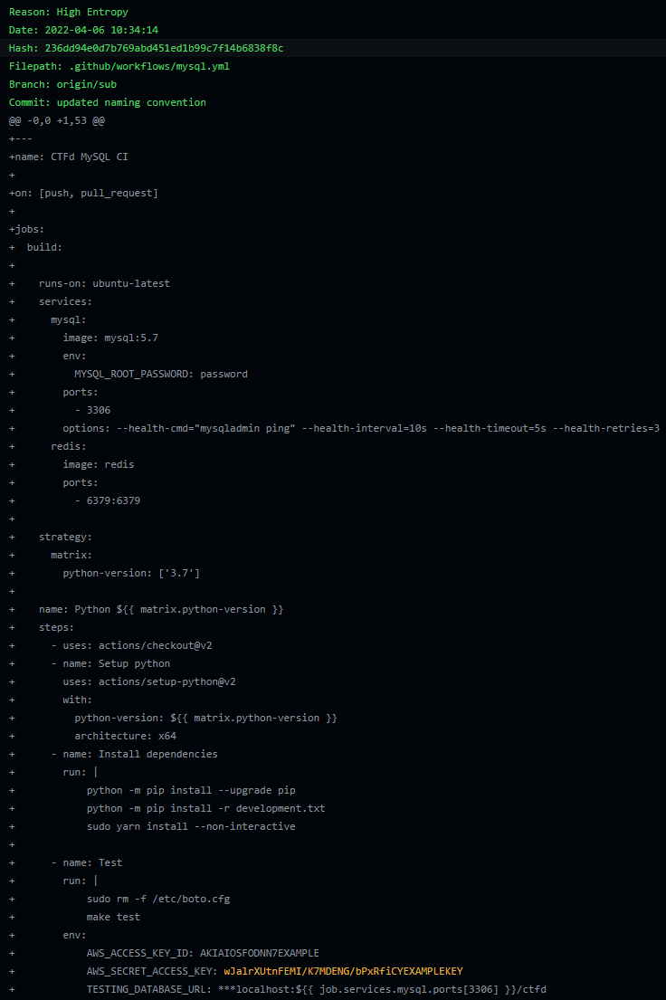 Reason: High Entropy
Date: 2022-04-06 10:34:14
Hash: 236dd94e0d7b769abd451ed1b99c7f14b6838f8c
Filepath: .github/workflows/mysql.yml
Branch: origin/sub
Commit: updated naming convention
@@ -0,0 +1,53 @@
+---
+name: CTFd MySQL CI
+
+on: [push, pull_request]
+
+jobs:
+  build:
+
+    runs-on: ubuntu-latest
+    services:
+      mysql:
+        image: mysql:5.7
+        env:
+          MYSQL_ROOT_PASSWORD: password
+        ports:
+          - 3306
+        options: --health-cmd="mysqladmin ping" --health-interval=10s --health-timeout=5s --health-retries=3
+      redis:
+        image: redis
+        ports:
+          - 6379:6379
+
+    strategy:
+      matrix:
+        python-version: ['3.7']
+
+    name: Python ${{ matrix.python-version }}
+    steps:
+      - uses: actions/checkout@v2
+      - name: Setup python
+        uses: actions/setup-python@v2
+        with:
+          python-version: ${{ matrix.python-version }}
+          architecture: x64
+      - name: Install dependencies
+        run: |
+            python -m pip install --upgrade pip
+            python -m pip install -r development.txt
+            sudo yarn install --non-interactive
+
+      - name: Test
+        run: |
+            sudo rm -f /etc/boto.cfg
+            make test
+        env:
+            AWS_ACCESS_KEY_ID: AKIAIOSFODNN7EXAMPLE
+            AWS_SECRET_ACCESS_KEY: wJalrXUtnFEMI/K7MDENG/bPxRfiCYEXAMPLEKEY
+            TESTING_DATABASE_URL: ***localhost:${{ job.services.mysql.ports[3306] }}/ctfd